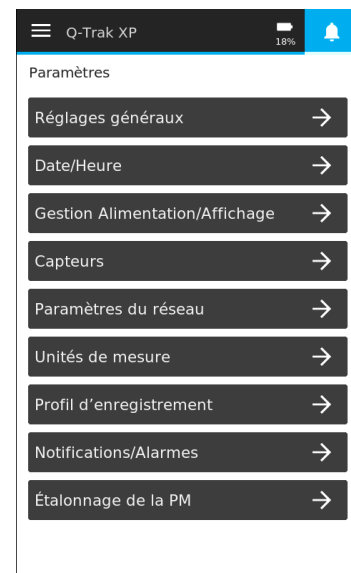 Q-Trak XP
18%
Paramètres
Réglages généraux
Date/Heure
Gestion Alimentation/Affichage
Capteurs
Paramètres du réseau
Unités de mesure
Profil d’enregistrement
Notifications/Alarmes
Étalonnage de la PM